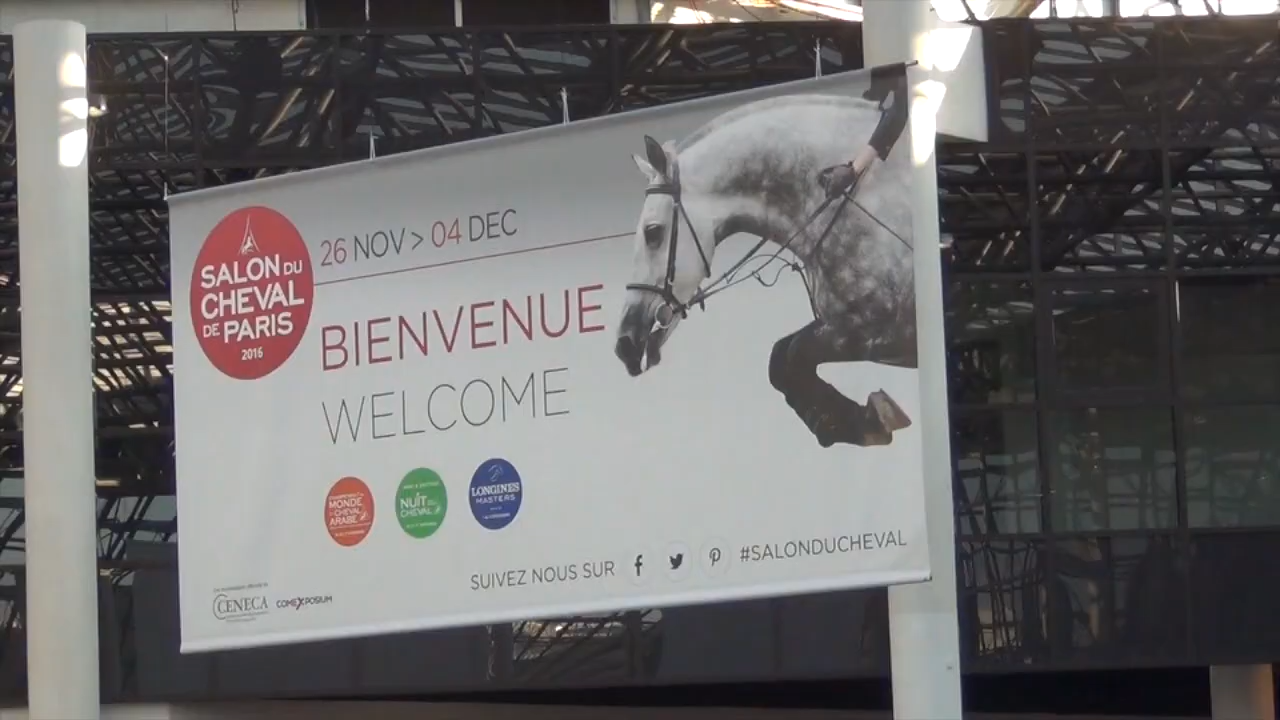 SALON DU
CHEVAL
DE PARIS
2016
26 NOV > 04 DEC
BIENVENUE
WELCOME
MONDE
CHEVAL
ARABE
NUIT DU
CHEVAL
LONGINES
MASTERS
SUIVEZ NOUS SUR f #SALONDUCHEVAL
CENECA
COMEXPOSIUM